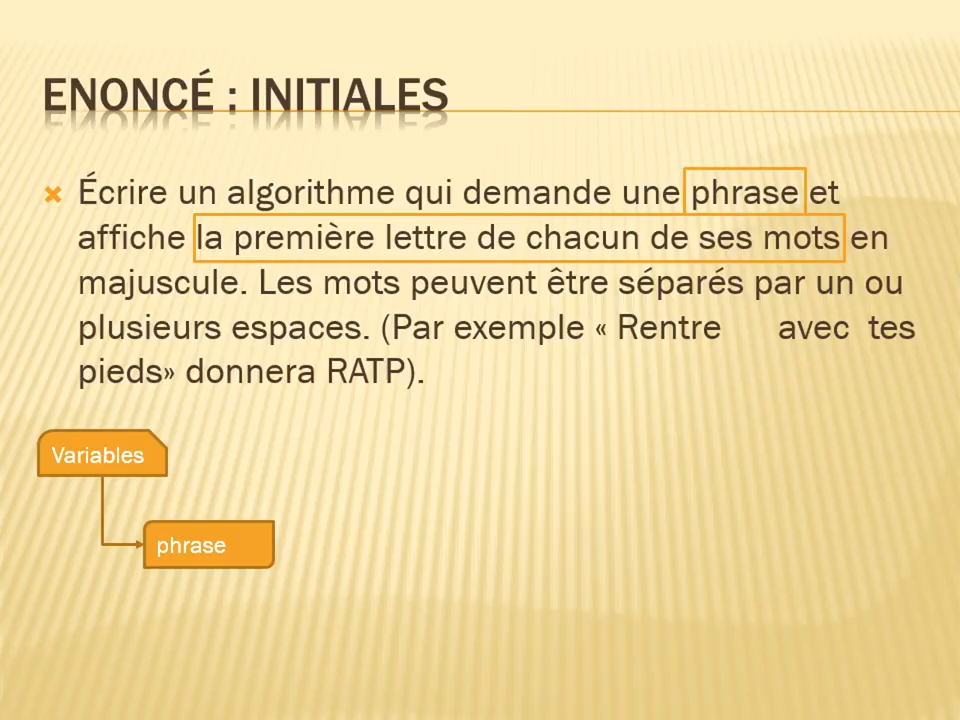 ENONCÉ : INITIALES
Écrire un algorithme qui demande une phrase et
affiche la première lettre de chacun de ses mots en
majuscule. Les mots peuvent être séparés par un ou
plusieurs espaces. (Par exemple « Rentre      avec  tes
pieds» donnera RATP).
Variables
phrase